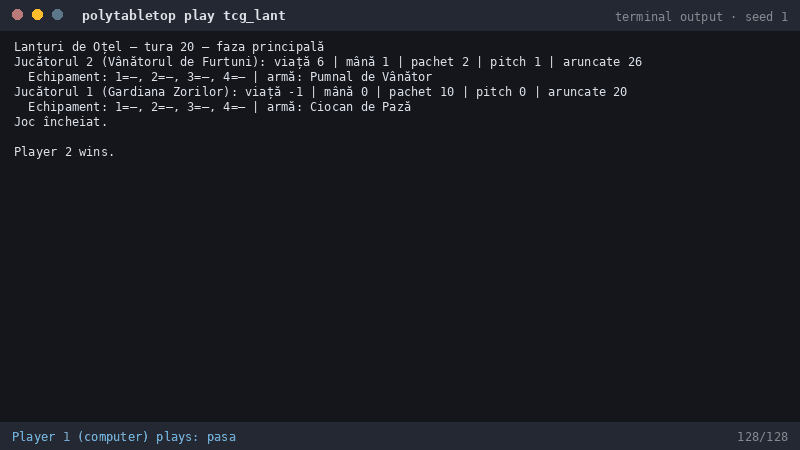 polytabletop play tcg_lant
terminal output · seed 1
Lanțuri de Oțel — tura 20 — faza principală
Jucătorul 2 (Vânătorul de Furtuni): viață 6 | mână 1 | pachet 2 | pitch 1 | aruncate 26
Echipament: 1=—, 2=—, 3=—, 4=— | armă: Pumnal de Vânător
Jucătorul 1 (Gardiana Zorilor): viață -1 | mână 0 | pachet 10 | pitch 0 | aruncate 20
Echipament: 1=—, 2=—, 3=—, 4=— | armă: Ciocan de Pază
Joc încheiat.
Player 2 wins.
Player 1 (computer) plays: pasa
128/128